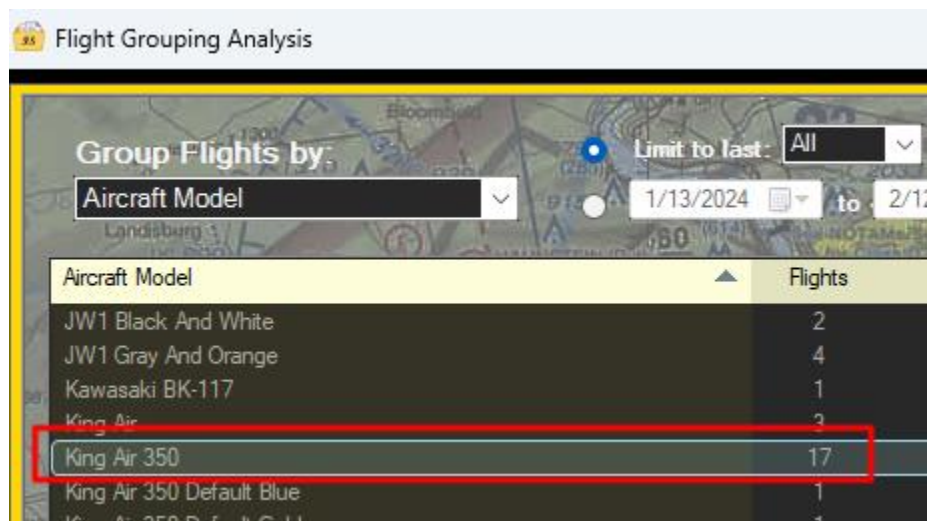 Flight Grouping Analysis
Group Flights by:
Limit to last: All
Aircraft Model
1/13/2024 to 2/12
Aircraft Model Flights
JW1 Black And White 2
JW1 Gray And Orange 4
Kawasaki BK-117 1
King Air 3
King Air 350 17
King Air 350 Default Blue 1